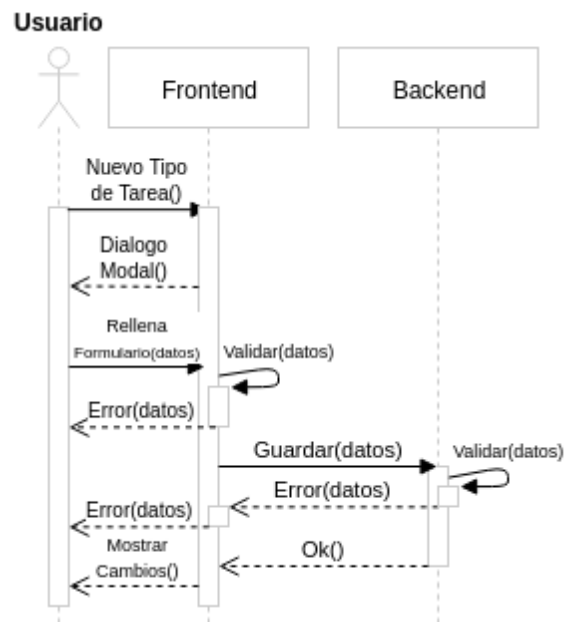 Usuario
Frontend
Backend
Nuevo Tipo
de Tarea()
Dialogo
Modal()
Rellena
Formulario(datos)
Validar(datos)
Error(datos)
Guardar(datos)
Validar(datos)
Error(datos)
Error(datos)
Mostrar
Cambios()
Ok()